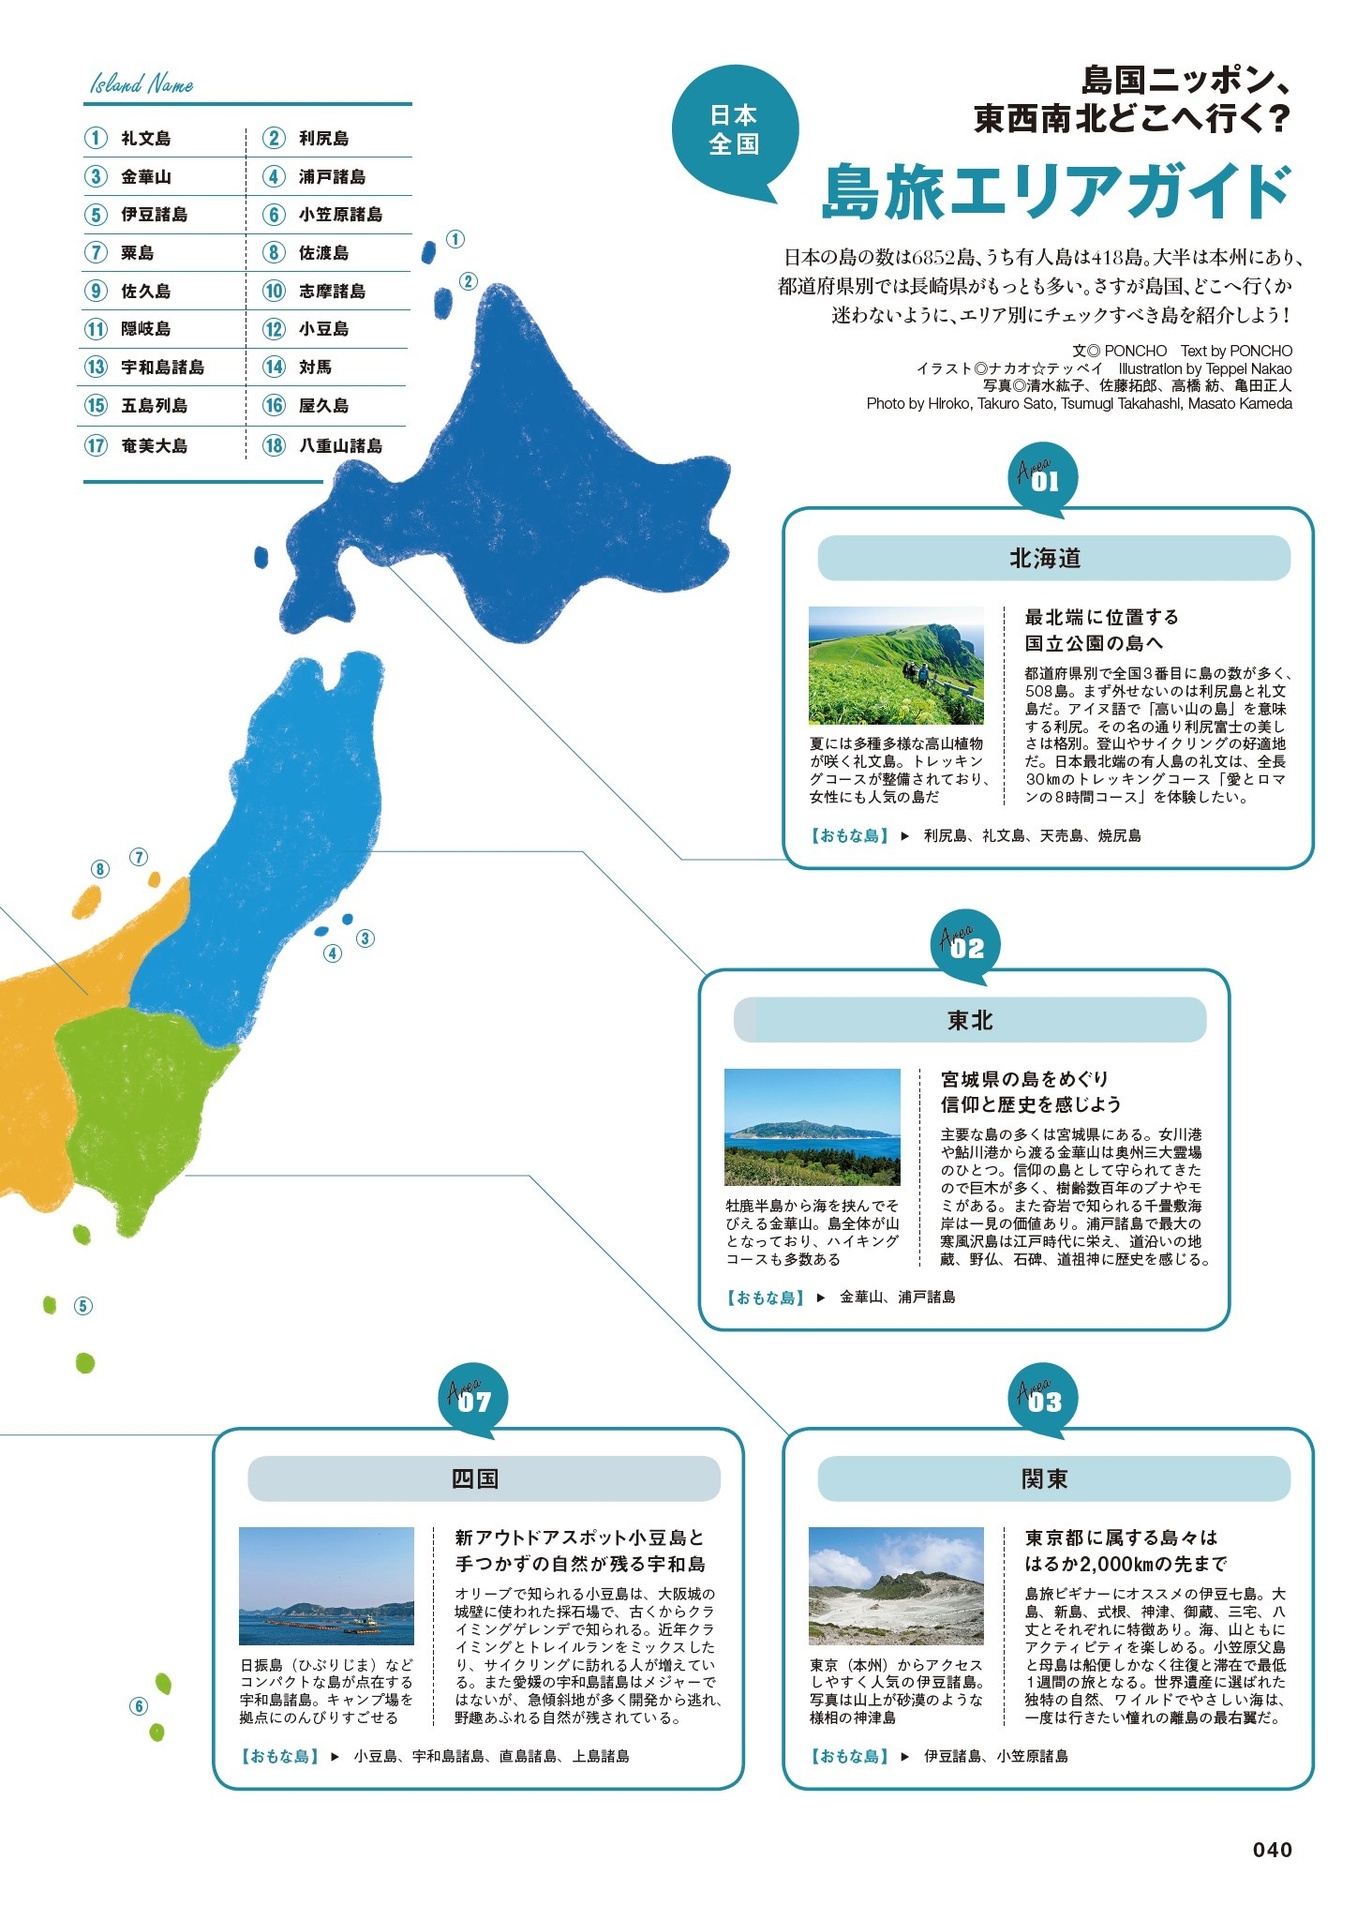 島国ニッポン、
東西南北どこへ行く?
日本
全国
島旅エリアガイド
日本の島の数は6852島、うち有人島は418島。大半は本州にあり、
都道府県別では長崎県がもっとも多い。さすが島国、どこへ行くか
迷わないように、エリア別にチェックすべき島を紹介しよう!
文◎ PONCHO Text by PONCHO
イラスト◎ナカオ☆テッペイ Illustration by Teppei Nakao
写真◎清水紘子、佐藤拓郎、高橋 紡、亀田正人
Photo by Hiroko, Takuro Sato, Tsumugi Takahashi, Masato Kameda
Island Name
① 礼文島 ② 利尻島
③ 金華山 ④ 浦戸諸島
⑤ 伊豆諸島 ⑥ 小笠原諸島
⑦ 粟島 ⑧ 佐渡島
⑨ 佐久島 ⑩ 志摩諸島
⑪ 隠岐島 ⑫ 小豆島
⑬ 宇和島諸島 ⑭ 対馬
⑮ 五島列島 ⑯ 屋久島
⑰ 奄美大島 ⑱ 八重山諸島
①
②
⑦
⑧
③
④
⑤
⑥
Area
01
北海道
最北端に位置する
国立公園の島へ
都道府県別で全国3番目に島の数が多く、
508島。まず外せないのは利尻島と礼文
島だ。アイヌ語で「高い山の島」を意味
する利尻。その名の通り利尻富士の美し
さは格別。登山やサイクリングの好適地
だ。日本最北端の有人島の礼文は、全長
30㎞のトレッキングコース「愛とロマ
ンの8時間コース」を体験したい。
夏には多種多様な高山植物
が咲く礼文島。トレッキン
グコースが整備されており、
女性にも人気の島だ
【おもな島】▶ 利尻島、礼文島、天売島、焼尻島
Area
02
東北
宮城県の島をめぐり
信仰と歴史を感じよう
主要な島の多くは宮城県にある。女川港
や鮎川港から渡る金華山は奥州三大霊場
のひとつ。信仰の島として守られてきた
ので巨木が多く、樹齢数百年のブナやモ
ミがある。また奇岩で知られる千畳敷海
岸は一見の価値あり。浦戸諸島で最大の
寒風沢島は江戸時代に栄え、道沿いの地
蔵、野仏、石碑、道祖神に歴史を感じる。
牡鹿半島から海を挟んでそ
びえる金華山。島全体が山
となっており、ハイキング
コースも多数ある
【おもな島】▶ 金華山、浦戸諸島
Area
07
四国
新アウトドアスポット小豆島と
手つかずの自然が残る宇和島
オリーブで知られる小豆島は、大阪城の
城壁に使われた採石場で、古くからクラ
イミングゲレンデで知られる。近年クラ
イミングとトレイルランをミックスした
り、サイクリングに訪れる人が増えてい
る。また愛媛の宇和島諸島はメジャーで
はないが、急傾斜地が多く開発から逃れ、
野趣あふれる自然が残されている。
日振島(ひぶりじま)など
コンパクトな島が点在する
宇和島諸島。キャンプ場を
拠点にのんびりすごせる
【おもな島】▶ 小豆島、宇和島諸島、直島諸島、上島諸島
Area
03
関東
東京都に属する島々は
はるか2,000㎞の先まで
島旅ビギナーにオススメの伊豆七島。大
島、新島、式根、神津、御蔵、三宅、八
丈とそれぞれに特徴あり。海、山ともに
アクティビティを楽しめる。小笠原父島
と母島は船便しかなく往復と滞在で最低
1週間の旅となる。世界遺産に選ばれた
独特の自然、ワイルドでやさしい海は、
一度は行きたい憧れの離島の最右翼だ。
東京(本州)からアクセス
しやすく人気の伊豆諸島。
写真は山上が砂漠のような
様相の神津島
【おもな島】▶ 伊豆諸島、小笠原諸島
040